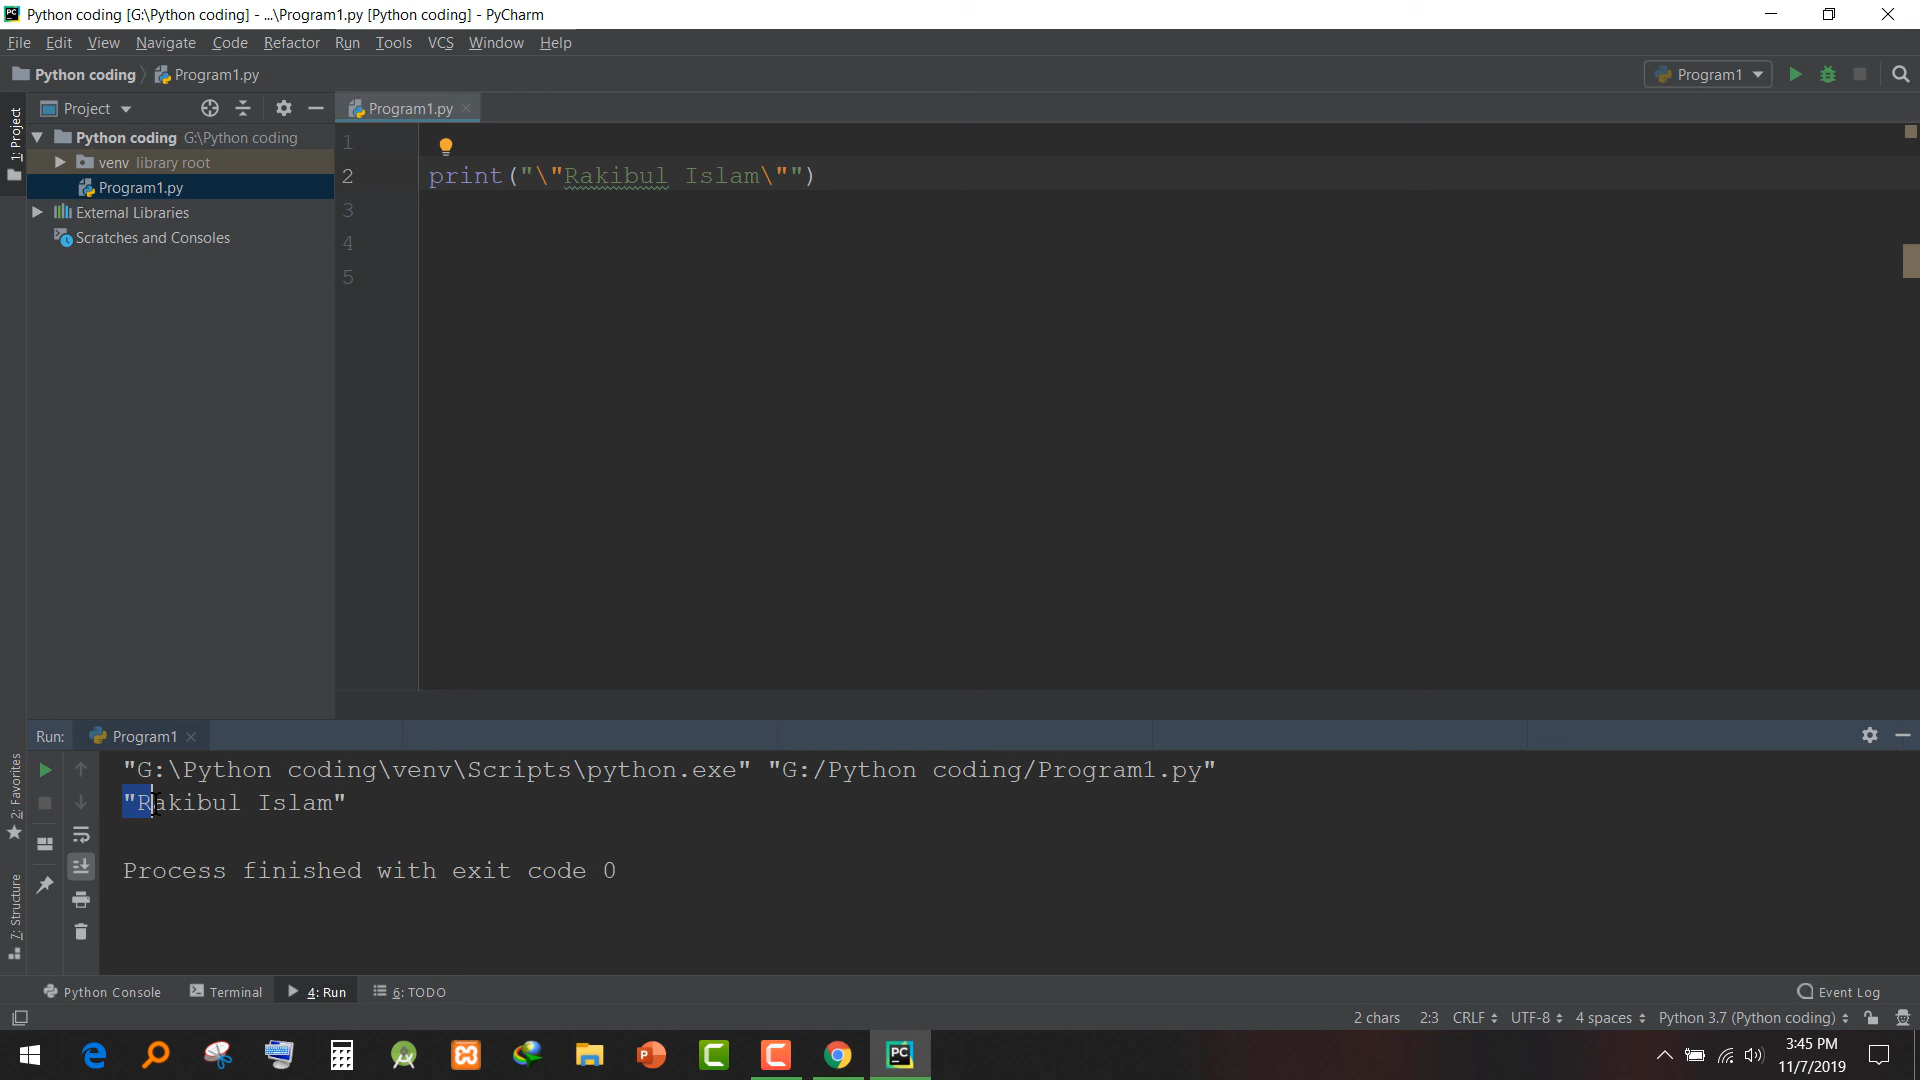 Python coding [G:\Python coding] - ...\Program1.py [Python coding] - PyCharm
File Edit View Navigate Code Refactor Run Tools VCS Window Help
Python coding Program1.py Program1
Project Program1.py
1: Project
Python coding G:\Python coding
venv library root
Program1.py
External Libraries
Scratches and Consoles
1
2 print("\"Rakibul Islam\"")
3
4
5
Run: Program1
"G:\Python coding\venv\Scripts\python.exe" "G:/Python coding/Program1.py"
"Rakibul Islam"
Process finished with exit code 0
2: Favorites
7: Structure
Python Console Terminal 4: Run 6: TODO Event Log
2 chars 2:3 CRLF UTF-8 4 spaces Python 3.7 (Python coding)
PC
3:45 PM
11/7/2019